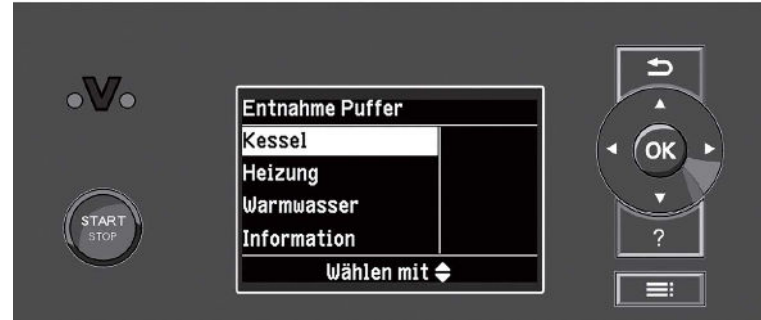 V
Entnahme Puffer
Kessel
Heizung
Warmwasser
Information
Wählen mit
START
STOP
OK
?